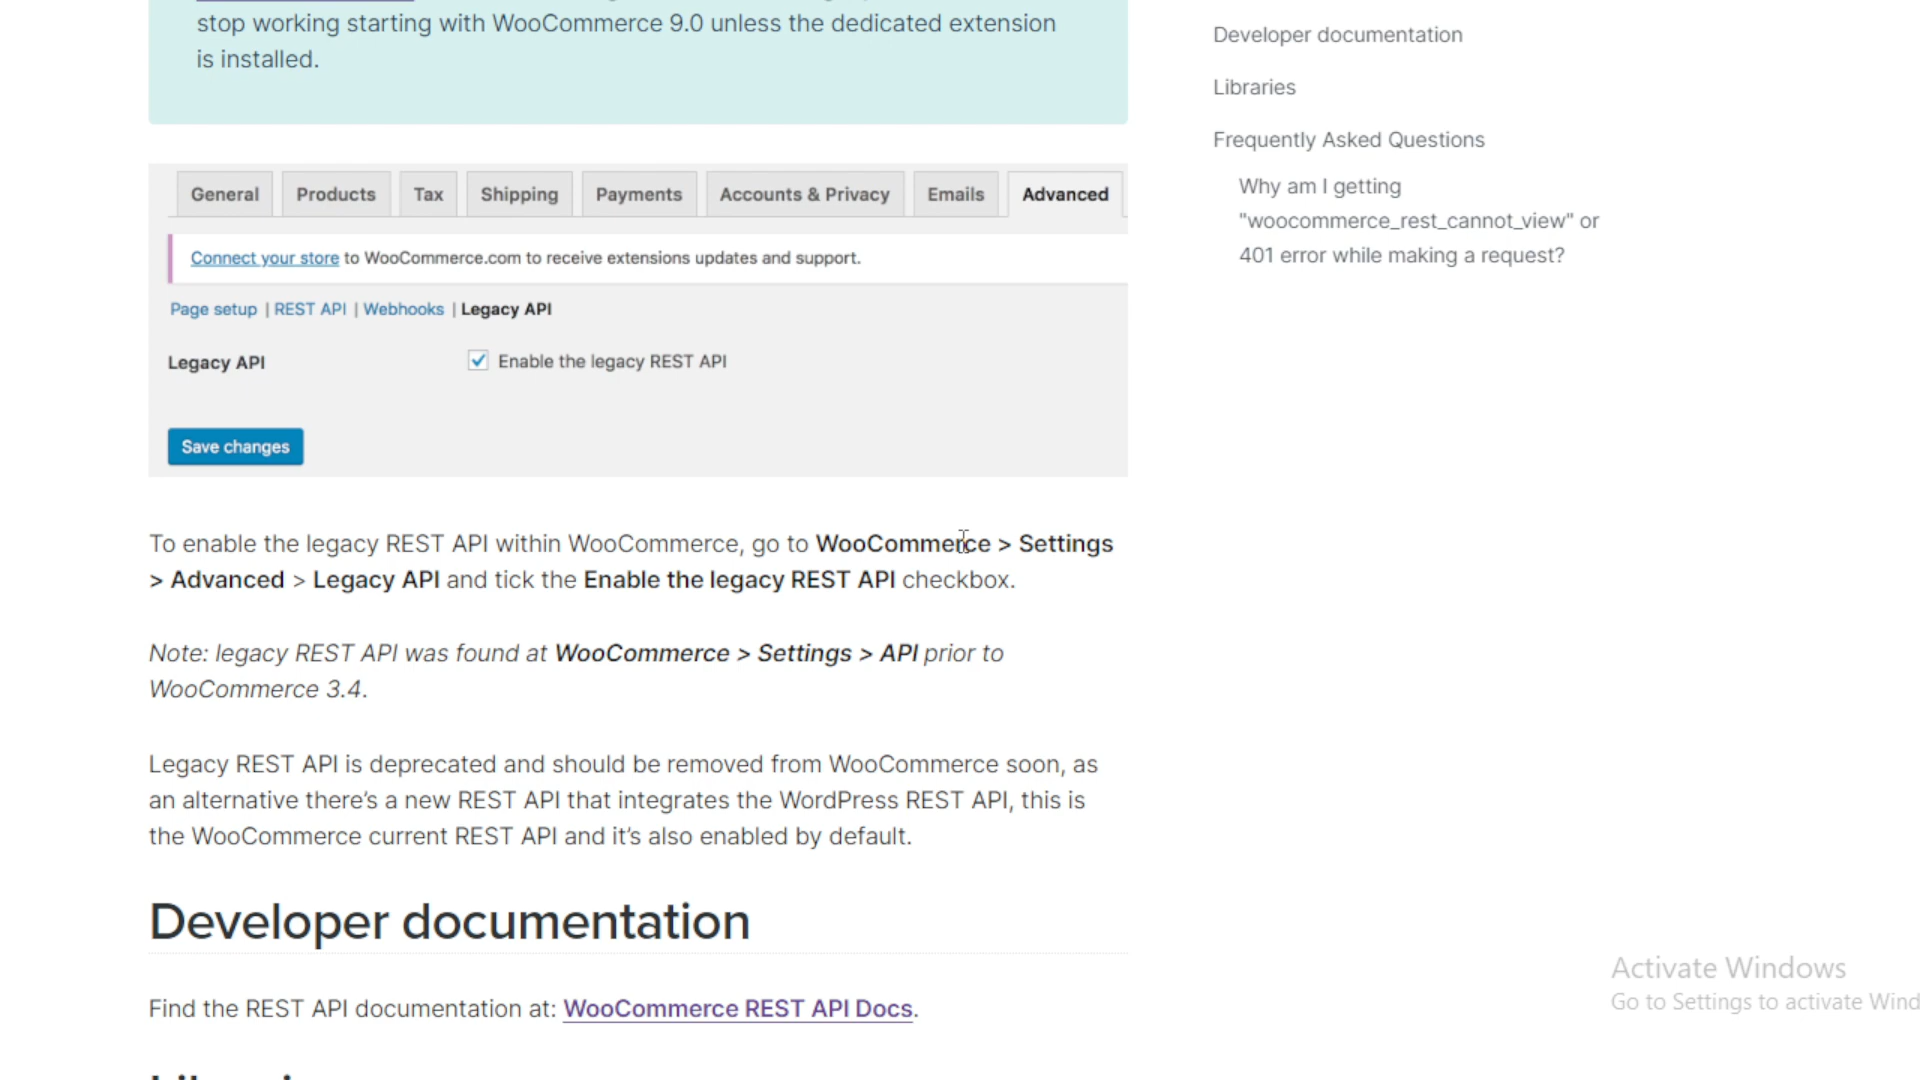 stop working starting with WooCommerce 9.0 unless the dedicated extension
is installed.
General Products Tax Shipping Payments Accounts & Privacy Emails Advanced
Connect your store to WooCommerce.com to receive extensions updates and support.
Page setup | REST API | Webhooks | Legacy API
Legacy API Enable the legacy REST API
Save changes
To enable the legacy REST API within WooCommerce, go to WooCommerce > Settings
> Advanced > Legacy API and tick the Enable the legacy REST API checkbox.
Note: legacy REST API was found at WooCommerce > Settings > API prior to
WooCommerce 3.4.
Legacy REST API is deprecated and should be removed from WooCommerce soon, as
an alternative there’s a new REST API that integrates the WordPress REST API, this is
the WooCommerce current REST API and it’s also enabled by default.
Developer documentation
Find the REST API documentation at: WooCommerce REST API Docs.
Developer documentation
Libraries
Frequently Asked Questions
Why am I getting
"woocommerce_rest_cannot_view" or
401 error while making a request?
Activate Windows
Go to Settings to activate Wind